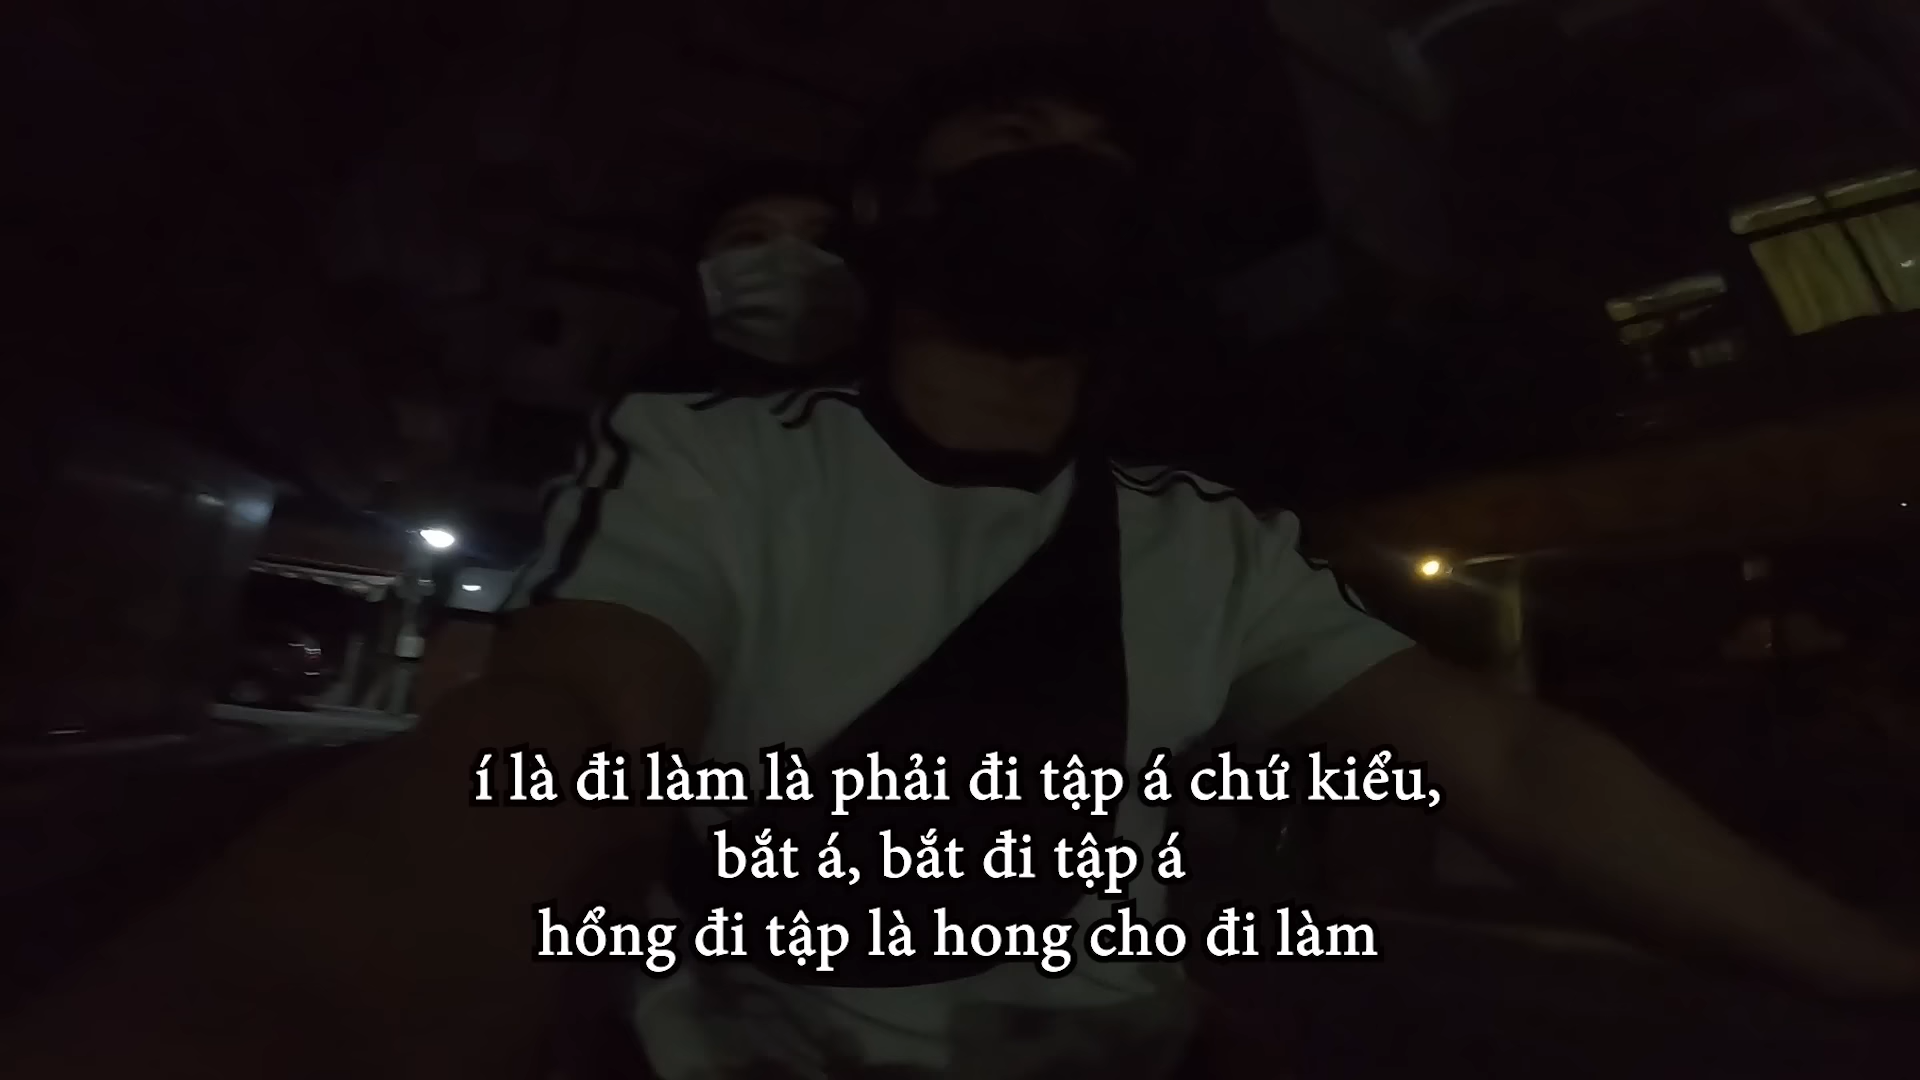 í là đi làm là phải đi tập á chứ kiểu,
bắt á, bắt đi tập á
hổng đi tập là hong cho đi làm